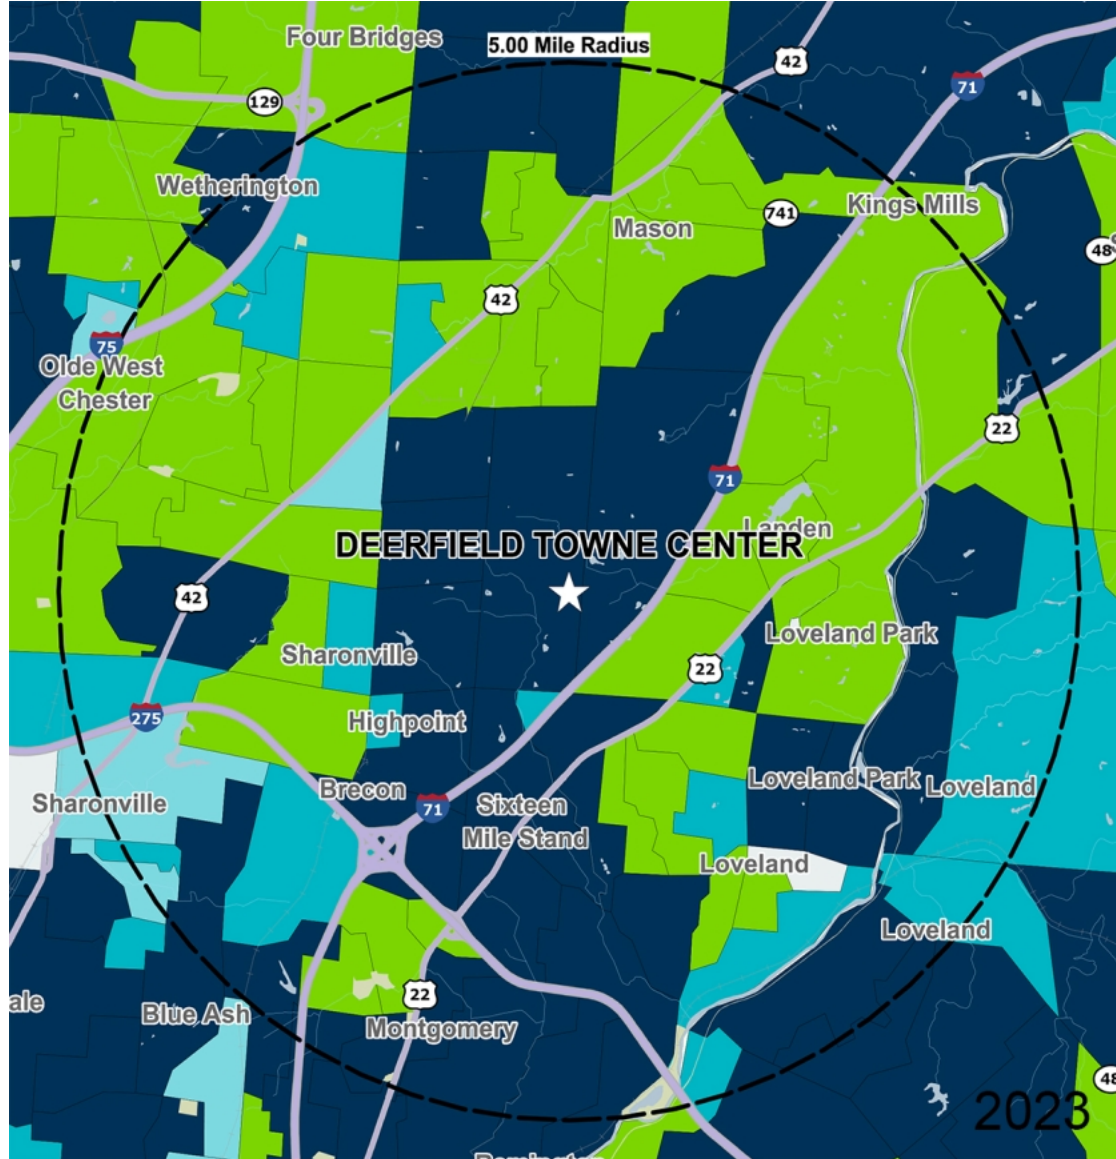 Four Bridges
5.00 Mile Radius
42
71
129
Wetherington
Kings Mills
741
Mason
48
42
75
Olde West
Chester
22
71
Landen
DEERFIELD TOWNE CENTER
42
Loveland Park
Sharonville
22
275
Highpoint
Brecon
Loveland Park
Loveland
Sharonville
71
Sixteen
Mile Stand
Loveland
Loveland
22
ale
Blue Ash
Montgomery
48
2023